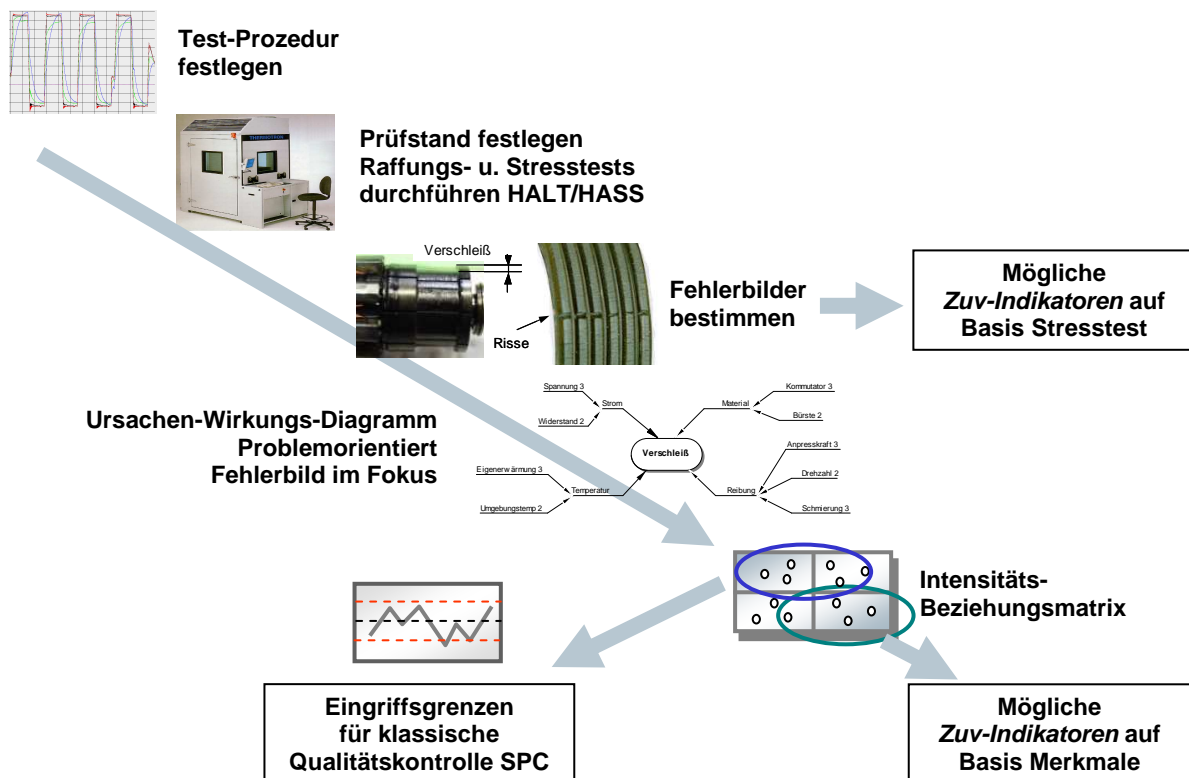 Test-Prozedur
festlegen
Prüfstand festlegen
Raffungs- u. Stresstests
durchführen HALT/HASS
Verschleiß
Risse
Fehlerbilder
bestimmen
Mögliche
Zuv-Indikatoren auf
Basis Stresstest
Ursachen-Wirkungs-Diagramm
Problemorientiert
Fehlerbild im Fokus
Spannung 3
Strom
Widerstand 2
Kommutator 3
Material
Bürste 2
Verschleiß
Eigenerwärmung 3
Temperatur
Umgebungstemp 2
Anpresskraft 3
Drehzahl 2
Reibung
Schmierung 3
Intensitäts-
Beziehungsmatrix
Eingriffsgrenzen
für klassische
Qualitätskontrolle SPC
Mögliche
Zuv-Indikatoren auf
Basis Merkmale